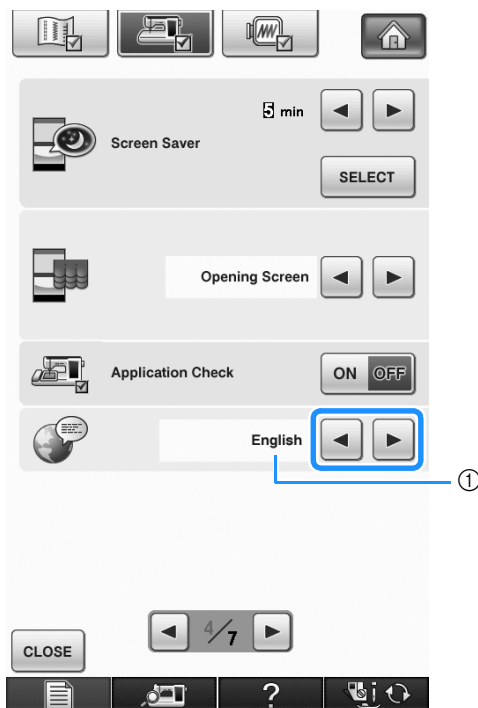 5 min
Screen Saver
SELECT
Opening Screen
Application Check
ON OFF
English
①
4/7
CLOSE
?